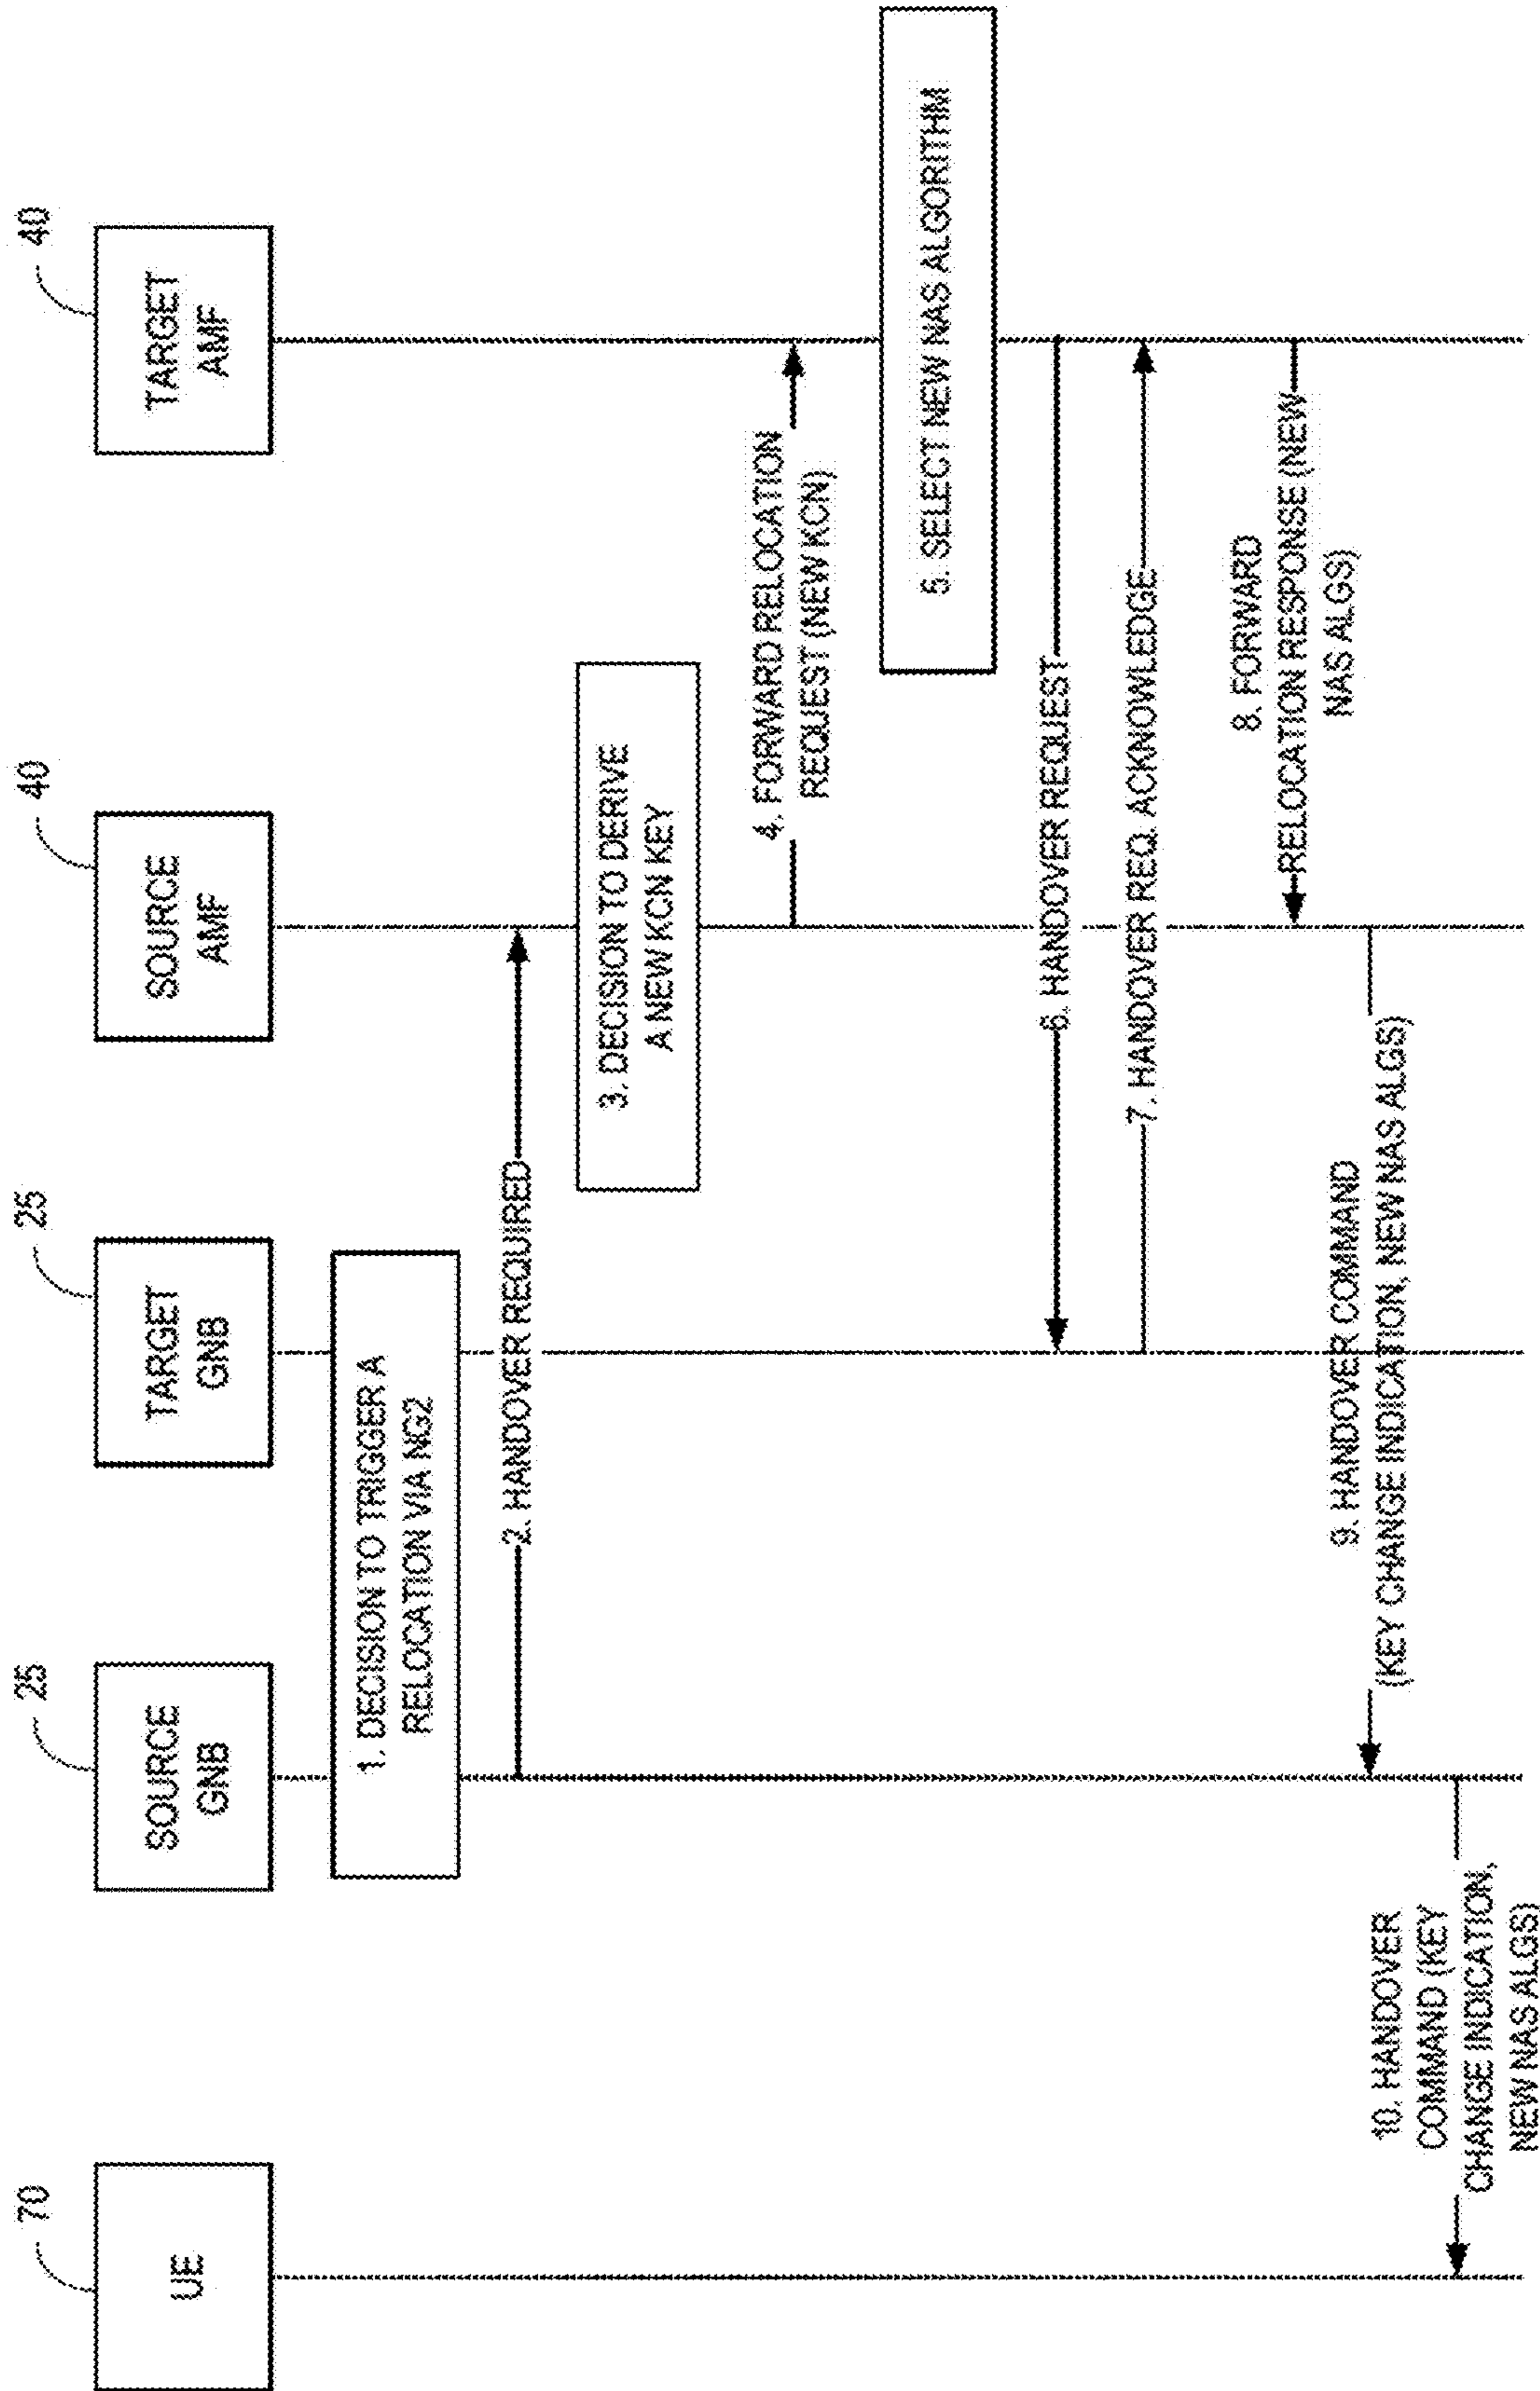 70
25
25
40
40
UE
SOURCE
GNB
TARGET
GNB
SOURCE
AMF
TARGET
AMF
1. DECISION TO TRIGGER A
RELOCATION VIA NG2
2. HANDOVER REQUIRED
3. DECISION TO DERIVE
A NEW KCN KEY
4. FORWARD RELOCATION
REQUEST (NEW KCN)
5. SELECT NEW NAS ALGORITHM
6. HANDOVER REQUEST
7. HANDOVER REQ. ACKNOWLEDGE
8. FORWARD
RELOCATION RESPONSE (NEW
NAS ALGS)
9. HANDOVER COMMAND
(KEY CHANGE INDICATION, NEW NAS ALGS)
10. HANDOVER
COMMAND (KEY
CHANGE INDICATION,
NEW NAS ALGS)